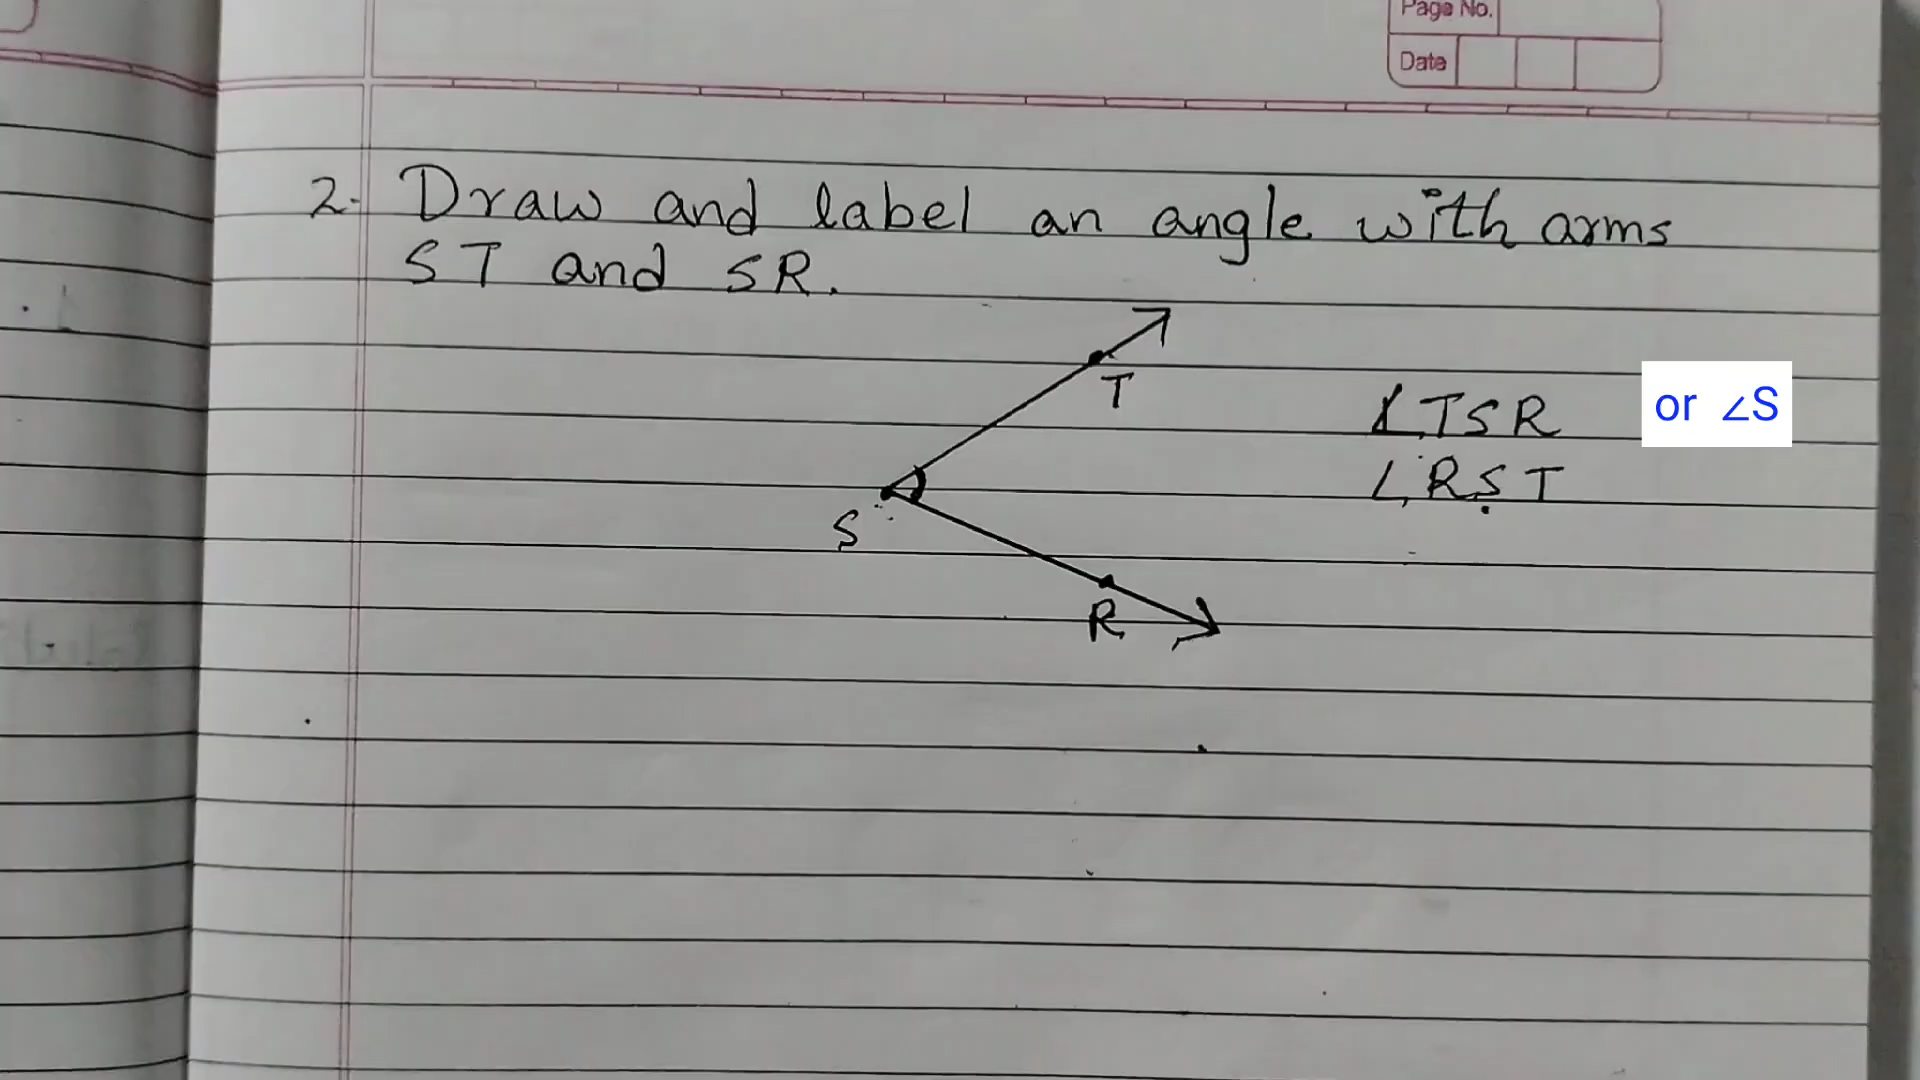 Page No.
Date
2. Draw and label an angle with arms
ST and SR.
T
∠TSR or ∠S
∠RST
S
R